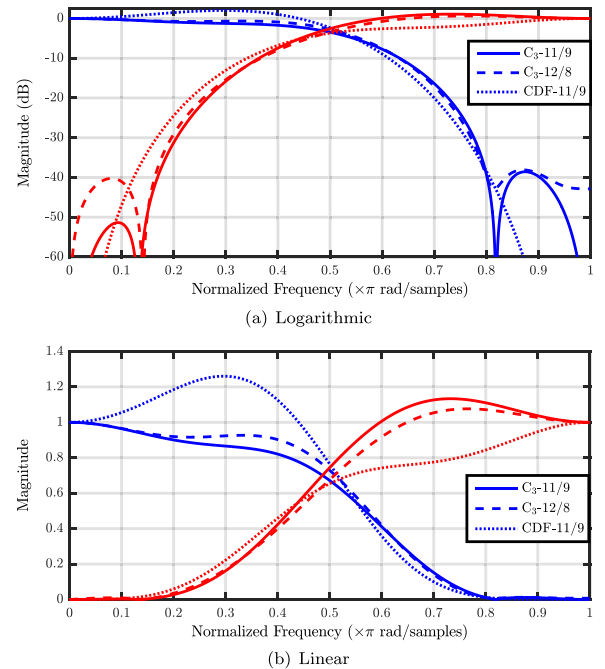 0
-10
-20
-30
-40
-50
-60
Magnitude (dB)
C3-11/9
C3-12/8
CDF-11/9
0 0.1 0.2 0.3 0.4 0.5 0.6 0.7 0.8 0.9 1
Normalized Frequency (×π rad/samples)
(a) Logarithmic
1.4
1.2
1
0.8
0.6
0.4
0.2
0
Magnitude
C3-11/9
C3-12/8
CDF-11/9
0 0.1 0.2 0.3 0.4 0.5 0.6 0.7 0.8 0.9 1
Normalized Frequency (×π rad/samples)
(b) Linear